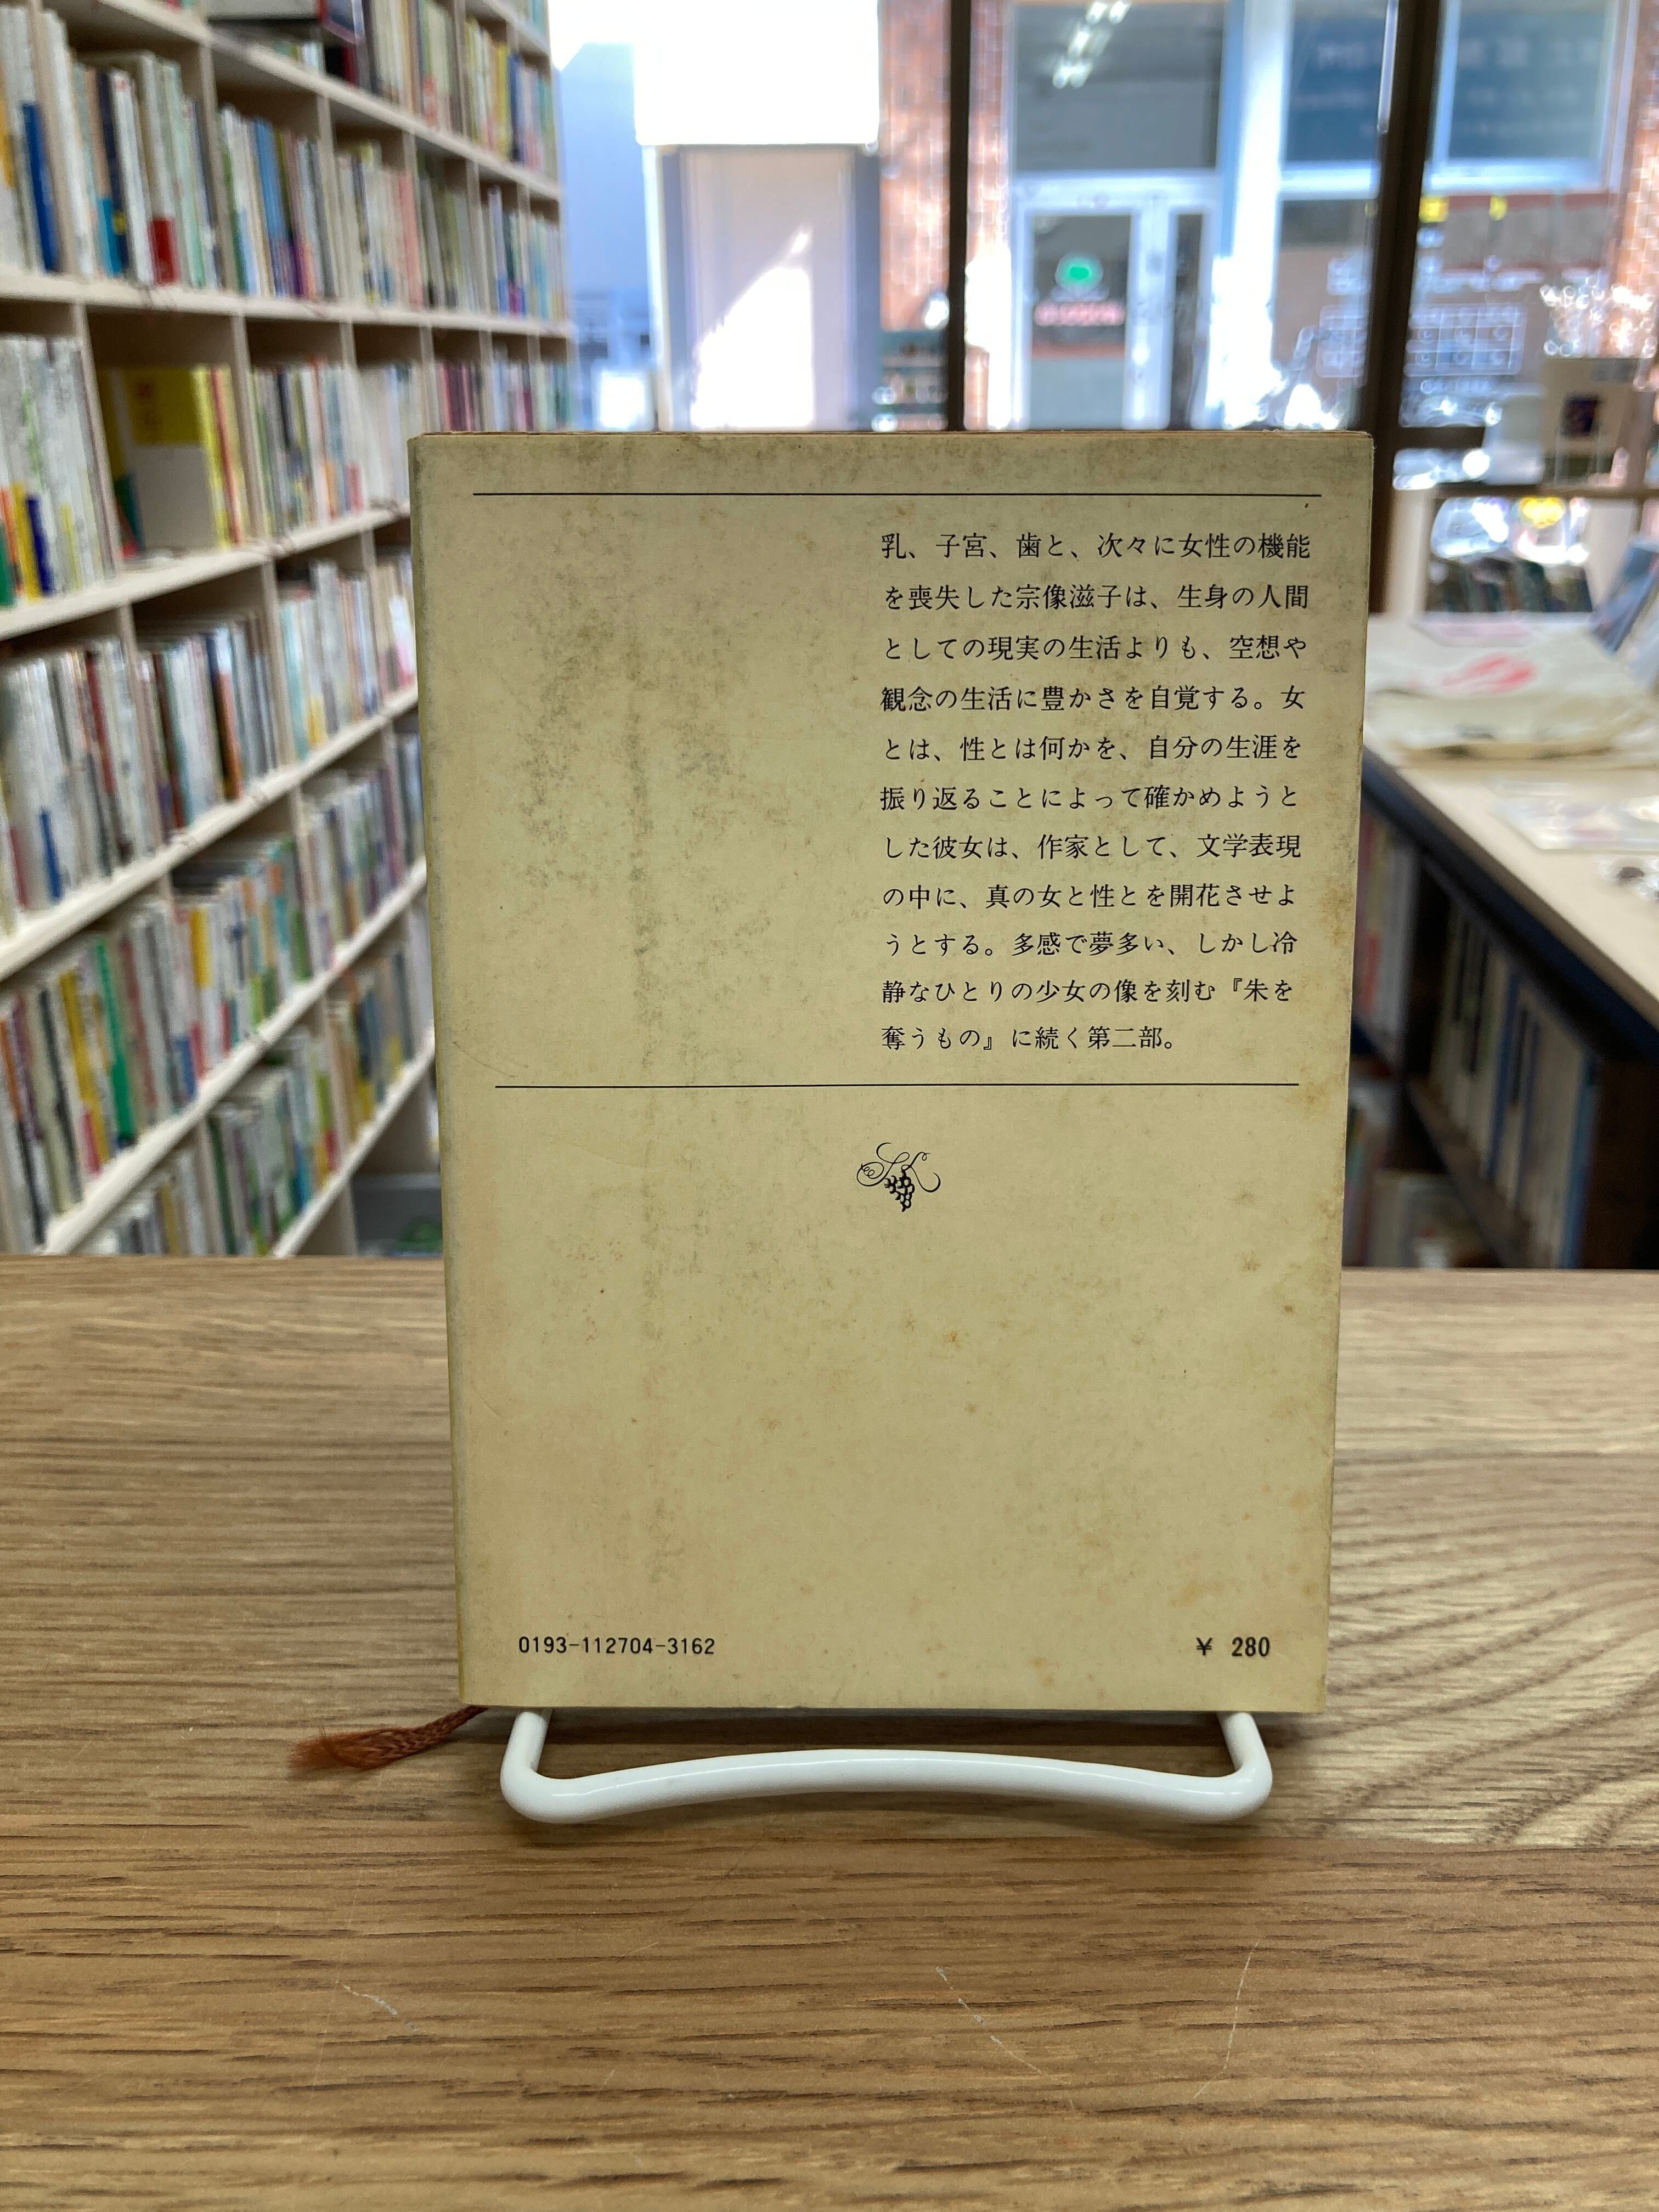 乳、子宮、歯と、次々に女性の機能
を喪失した宗像滋子は、生身の人間
としての現実の生活よりも、空想や
観念の生活に豊かさを自覚する。女
とは、性とは何かを、自分の生涯を
振り返ることによって確かめようと
した彼女は、作家として、文学表現
の中に、真の女と性とを開花させよ
うとする。多感で夢多い、しかし冷
静なひとりの少女の像を刻む『朱を
奪うもの』に続く第二部。
0193-112704-3162
¥ 280